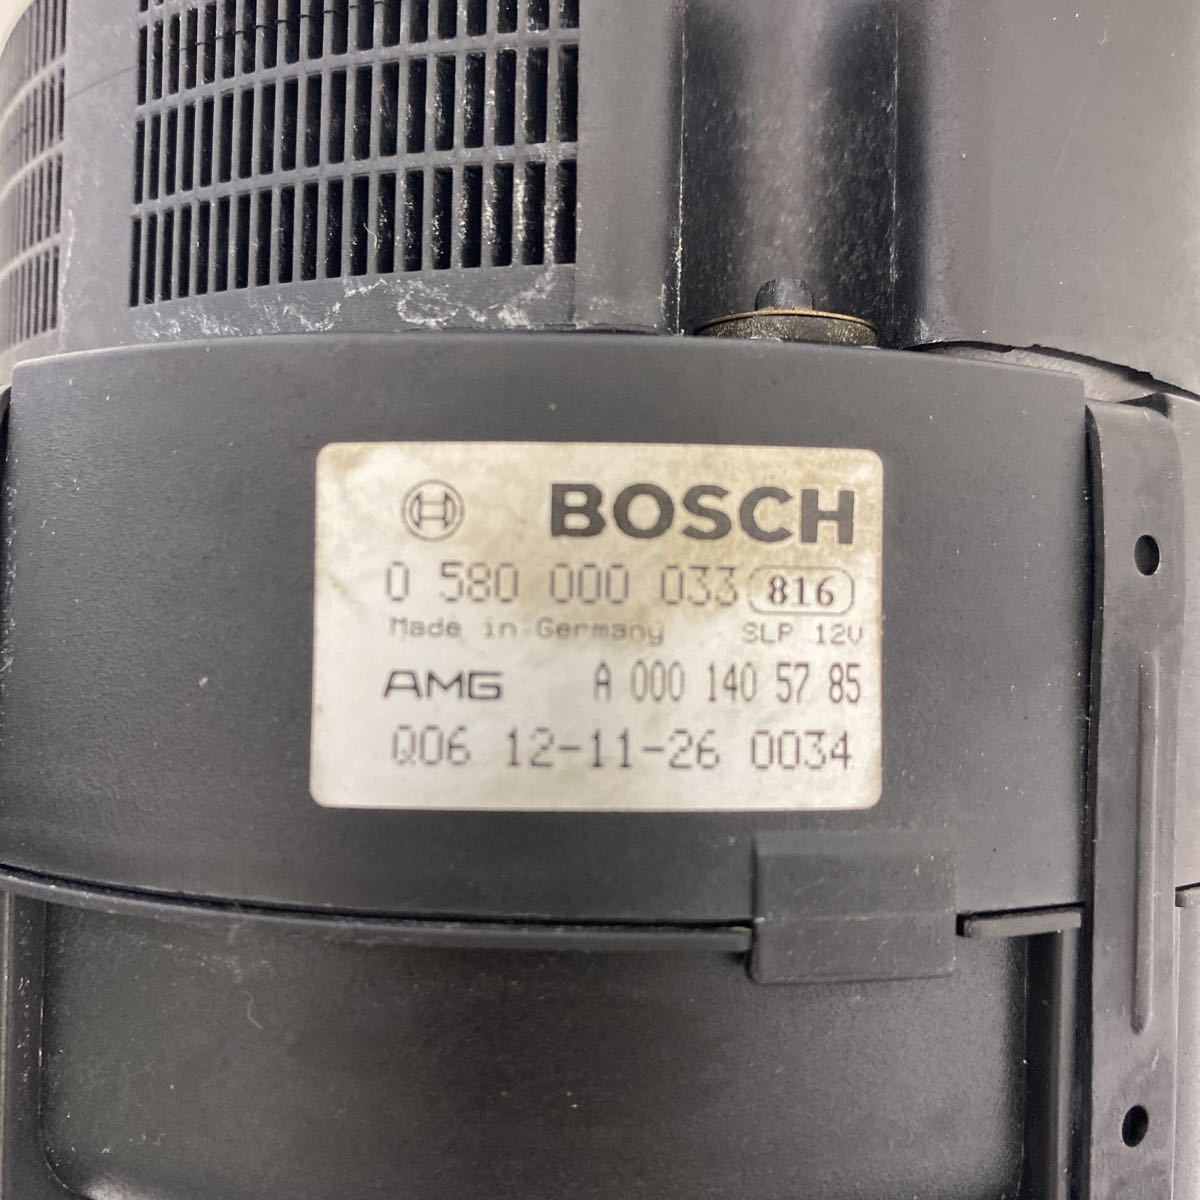 BOSCH
0 580 000 033 816
Made in Germany SLP 12V
AMG A 000 140 57 85
Q06 12-11-26 0034